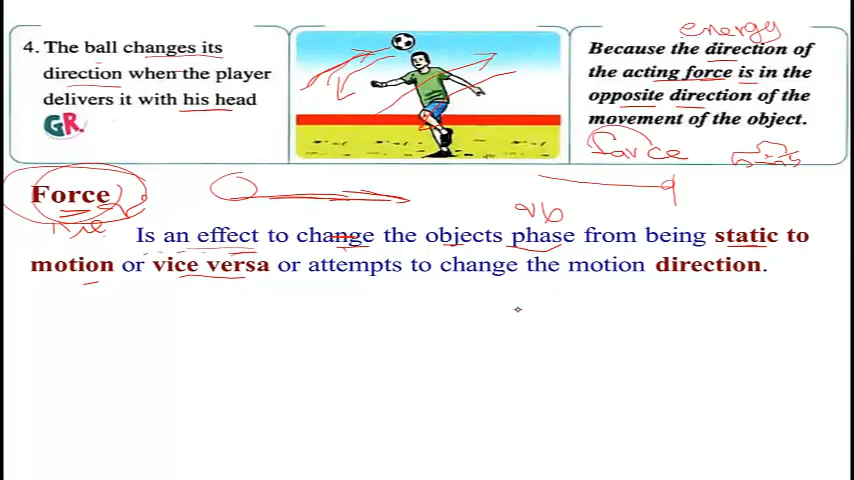 energy
4. The ball changes its
direction when the player
delivers it with his head
GR.
Because the direction of
the acting force is in the
opposite direction of the
movement of the object.
force
Force
Is an effect to change the objects phase from being static to
motion or vice versa or attempts to change the motion direction.